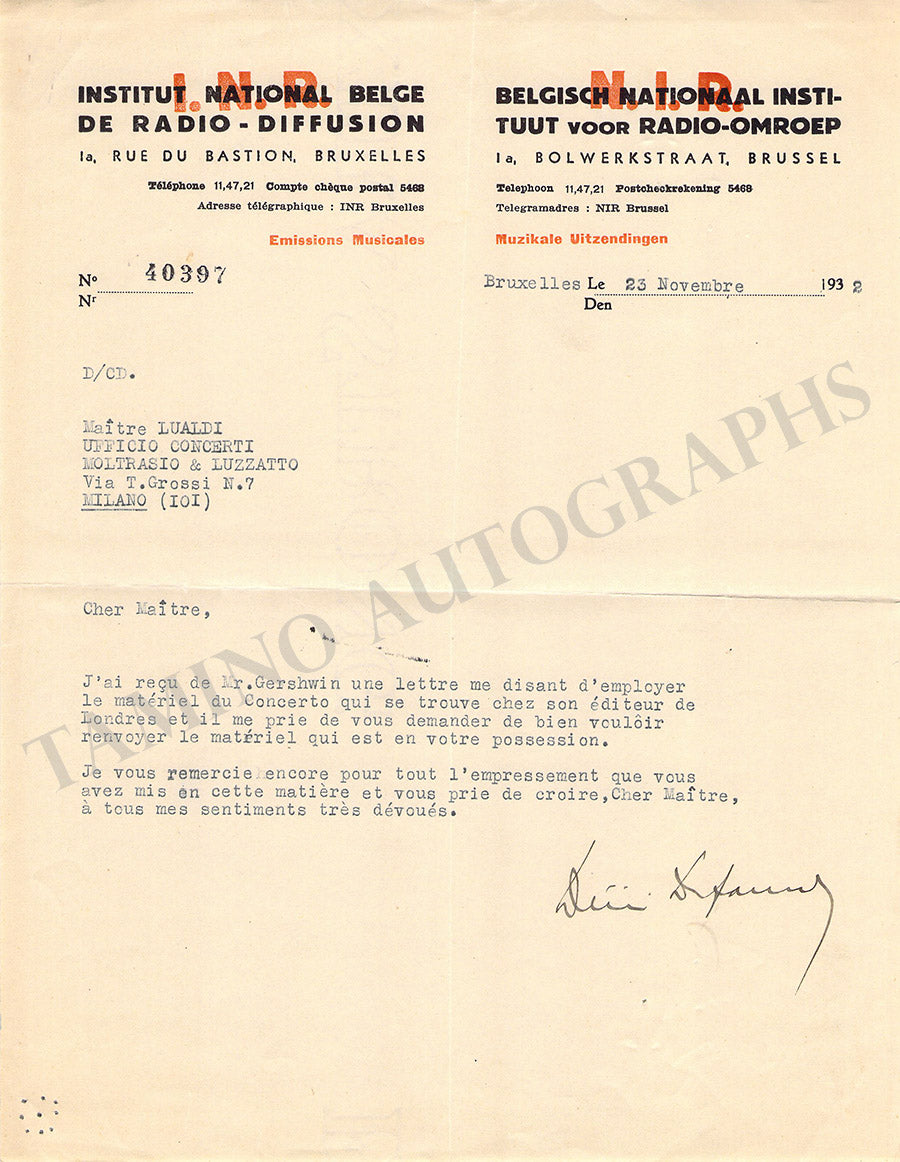 I. N. R.
INSTITUT NATIONAL BELGE
DE RADIO - DIFFUSION
1a, RUE DU BASTION, BRUXELLES
Téléphone 11,47,21 Compte chèque postal 5468
Adresse télégraphique : INR Bruxelles
Emissions Musicales
N. I. R.
BELGISCH NATIONAAL INSTI-
TUUT VOOR RADIO-OMROEP
1a, BOLWERKSTRAAT, BRUSSEL
Telephoon 11,47,21 Postcheckrekening 5468
Telegramadres : NIR Brussel
Muzikale Uitzendingen
No 40397
Nr
Bruxelles Le 23 Novembre 1932
Den
D/CD.
Maître LUALDI
UFFICIO CONCERTI
MOLTRASIO & LUZZATTO
Via T.Grossi N.7
MILANO (IOI)
Cher Maître,
J'ai reçu de Mr.Gershwin une lettre me disant d'employer
le matériel du Concerto qui se trouve chez son éditeur de
Londres et il me prie de vous demander de bien vculôir
renvoyer le matériel qui est en votre possession.
Je vous remercie encore pour tout l'empressement que vous
avez mis en cette matière et vous prie de croire,Cher Maître,
à tous mes sentiments très dévoués.
TAMINO AUTOGRAPHS